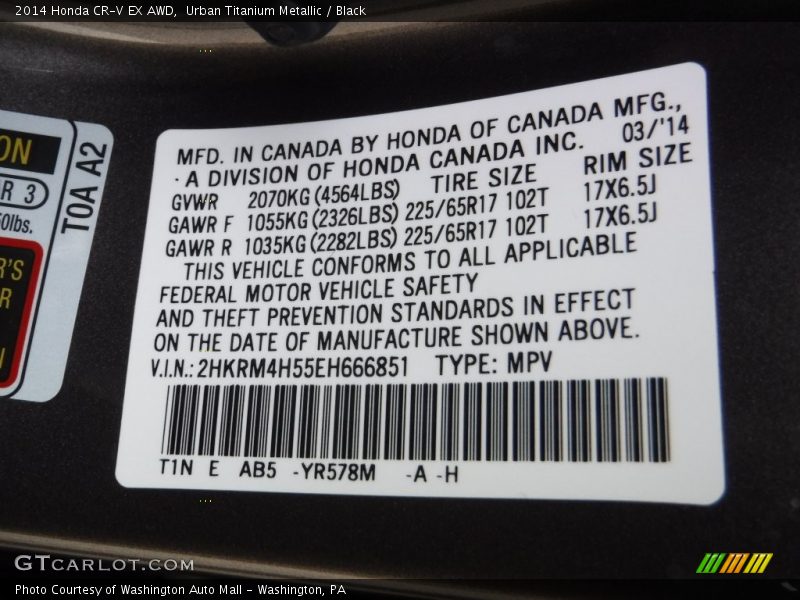 2014 Honda CR-V EX AWD, Urban Titanium Metallic / Black
ON
R 3
50lbs.
R'S
R
TOA A2
MFD. IN CANADA BY HONDA OF CANADA MFG.,
- A DIVISION OF HONDA CANADA INC. 03/'14
GVWR 2070KG(4564LBS) TIRE SIZE RIM SIZE
GAWR F 1055KG(2326LBS) 225/65R17 102T 17X6.5J
GAWR R 1035KG(2282LBS) 225/65R17 102T 17X6.5J
THIS VEHICLE CONFORMS TO ALL APPLICABLE
FEDERAL MOTOR VEHICLE SAFETY
AND THEFT PREVENTION STANDARDS IN EFFECT
ON THE DATE OF MANUFACTURE SHOWN ABOVE.
V.I.N.: 2HKRM4H55EH666851 TYPE: MPV
T1N E AB5 -YR578M -A -H
GTCARLOT.COM
Photo Courtesy of Washington Auto Mall - Washington, PA